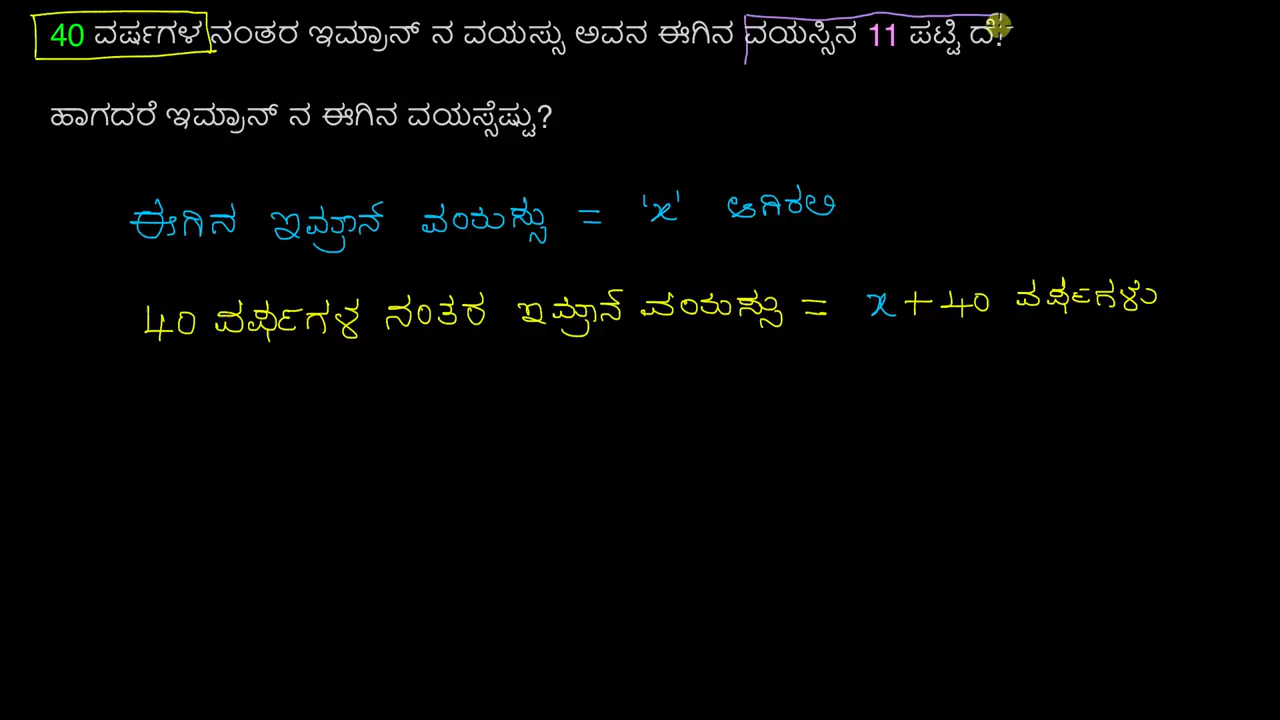 40 ವರ್ಷಗಳ ನಂತರ ಇಮ್ರಾನ್ ನ ವಯಸ್ಸು ಅವನ ಈಗಿನ ವಯಸ್ಸಿನ 11 ಪಟ್ಟಿ ದೆ.
ಹಾಗದರೆ ಇಮ್ರಾನ್ ನ ಈಗಿನ ವಯಸ್ಸೆಷ್ಟು?
ಈಗಿನ ಇಮ್ರಾನ್ ವಯಸ್ಸು = 'x' ಆಗಿರಲಿ
40 ವರ್ಷಗಳ ನಂತರ ಇಮ್ರಾನ್ ವಯಸ್ಸು = x + 40 ವರ್ಷಗಳು